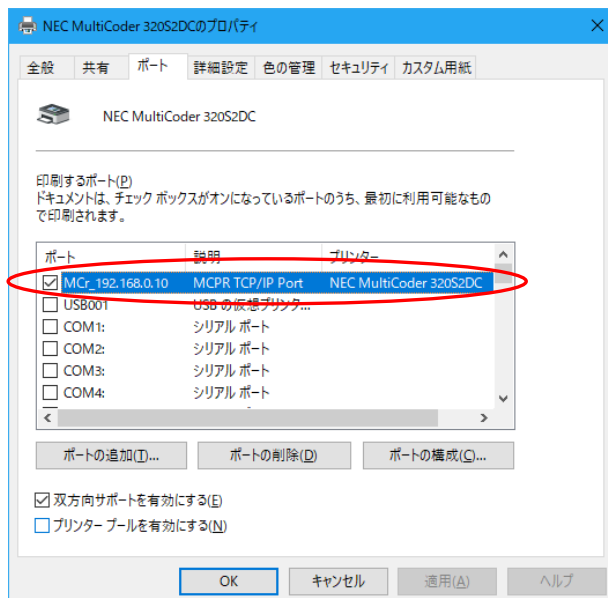 NEC MultiCoder 320S2DCのプロパティ
全般 共有 ポート 詳細設定 色の管理 セキュリティ カスタム用紙
NEC MultiCoder 320S2DC
印刷するポート(P)
ドキュメントは、チェック ボックスがオンになっているポートのうち、最初に利用可能なもの
で印刷されます。
ポート 説明 プリンター
MCr_192.168.0.10 MCPR TCP/IP Port NEC MultiCoder 320S2DC
USB001 USB の仮想プリンタ...
COM1: シリアル ポート
COM2: シリアル ポート
COM3: シリアル ポート
COM4: シリアル ポート
ポートの追加(T)... ポートの削除(D) ポートの構成(C)...
双方向サポートを有効にする(E)
プリンター プールを有効にする(N)
OK キャンセル 適用(A) ヘルプ